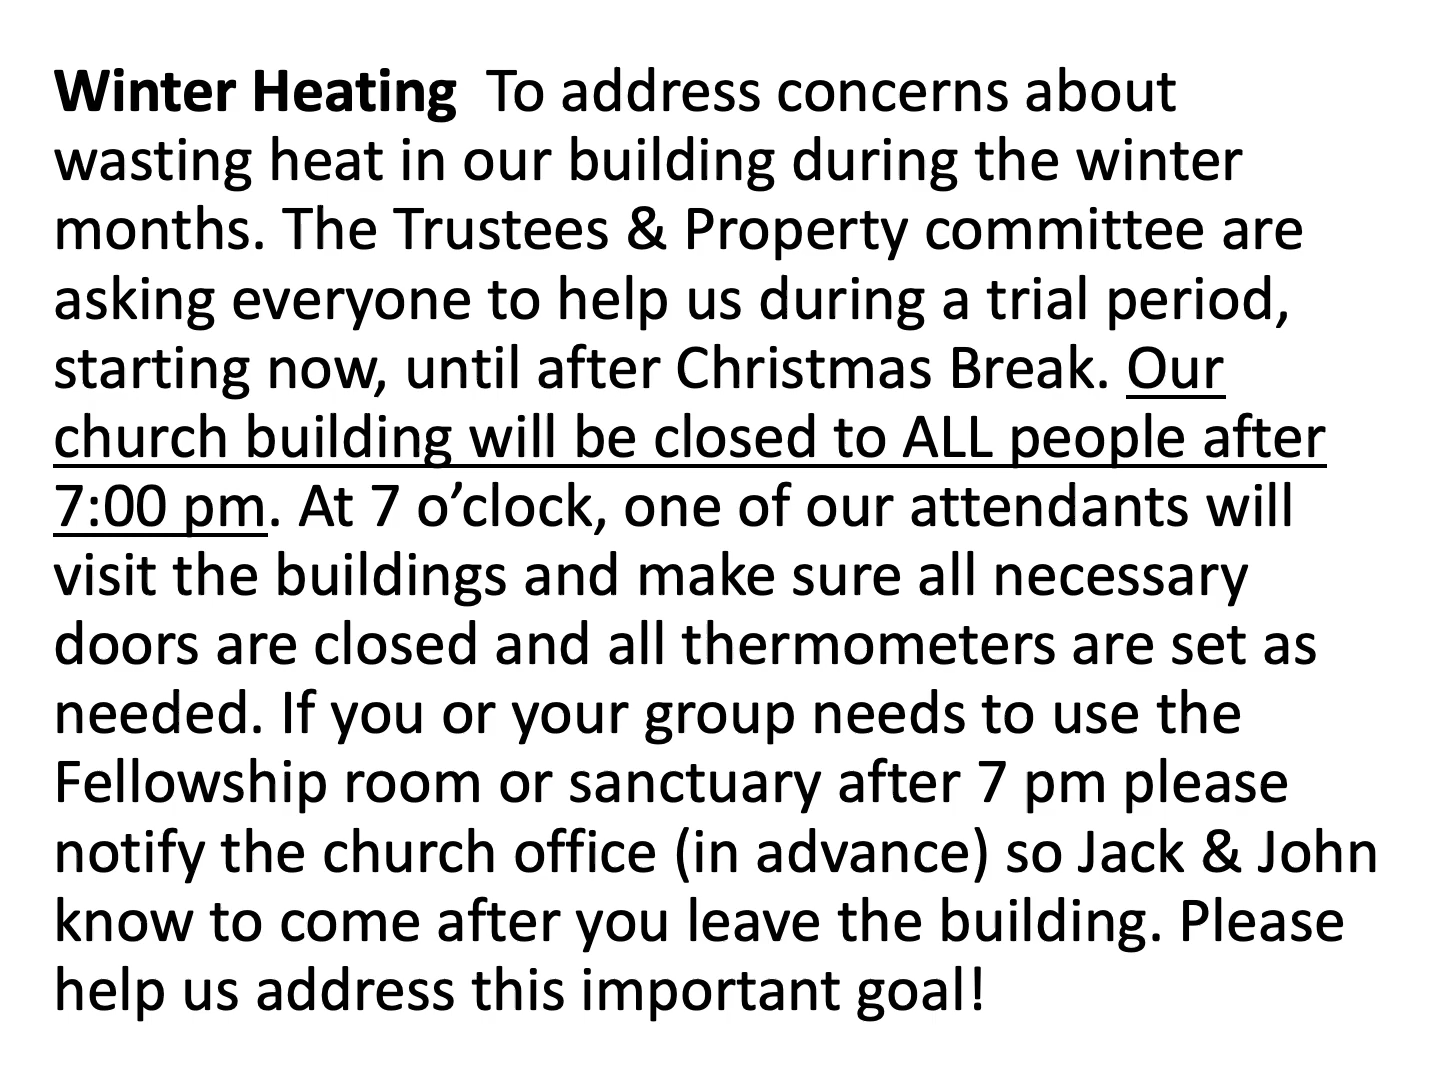 Winter Heating  To address concerns about
wasting heat in our building during the winter
months. The Trustees & Property committee are
asking everyone to help us during a trial period,
starting now, until after Christmas Break. Our
church building will be closed to ALL people after
7:00 pm. At 7 o’clock, one of our attendants will
visit the buildings and make sure all necessary
doors are closed and all thermometers are set as
needed. If you or your group needs to use the
Fellowship room or sanctuary after 7 pm please
notify the church office (in advance) so Jack & John
know to come after you leave the building. Please
help us address this important goal!